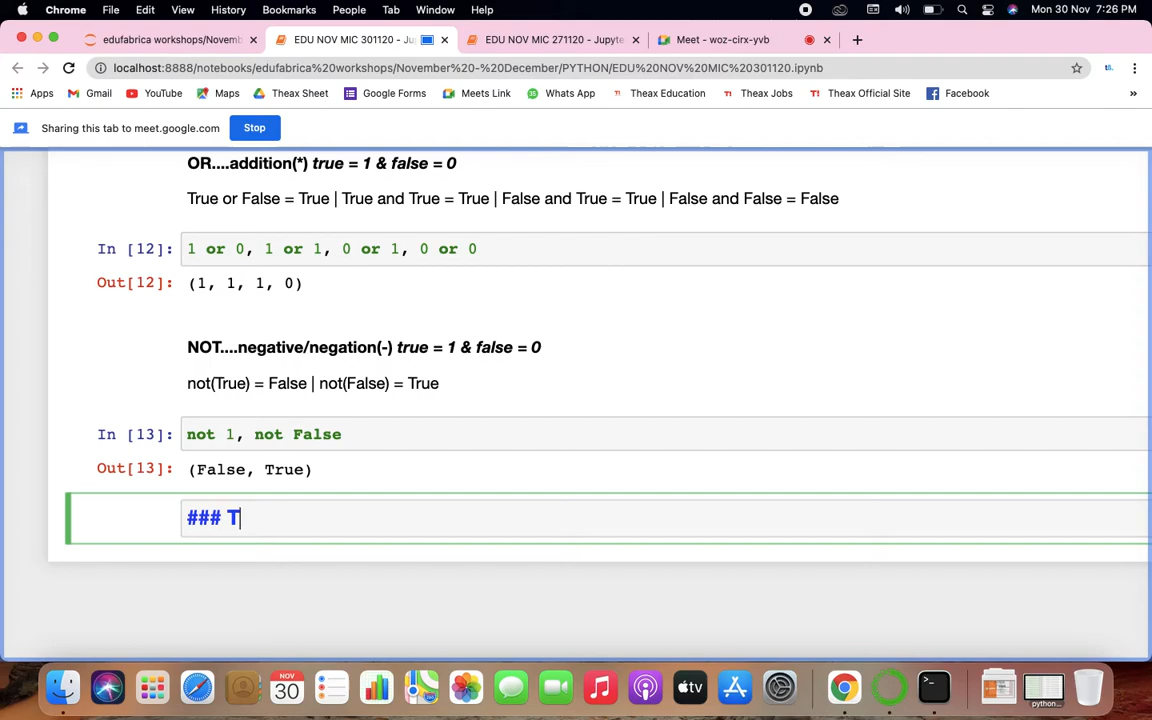 Chrome File Edit View History Bookmarks People Tab Window Help Mon 30 Nov 7:26 PM
edufabrica workshops/Novemb EDU NOV MIC 301120 - Ju EDU NOV MIC 271120 - Jupyte Meet - woz-cirx-yvb
localhost:8888/notebooks/edufabrica%20workshops/November%20-%20December/PYTHON/EDU%20NOV%20MIC%20301120.ipynb
Apps Gmail YouTube Maps Theax Sheet Google Forms Meets Link Whats App Theax Education Theax Jobs Theax Official Site Facebook »
Sharing this tab to meet.google.com Stop
OR....addition(*) true = 1 & false = 0
True or False = True | True and True = True | False and True = True | False and False = False
In [12]: 1 or 0, 1 or 1, 0 or 1, 0 or 0
Out[12]: (1, 1, 1, 0)
NOT....negative/negation(-) true = 1 & false = 0
not(True) = False | not(False) = True
In [13]: not 1, not False
Out[13]: (False, True)
### T
NOV
30
tv
python...